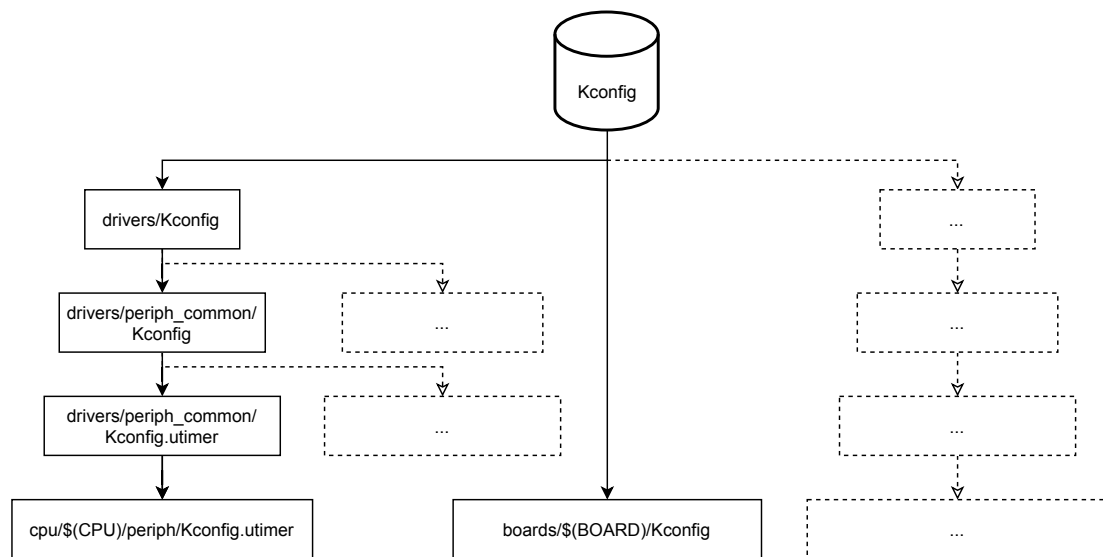 Kconfig
drivers/Kconfig
...
drivers/periph_common/
Kconfig
...
...
drivers/periph_common/
Kconfig.utimer
...
...
cpu/$(CPU)/periph/Kconfig.utimer
boards/$(BOARD)/Kconfig
...